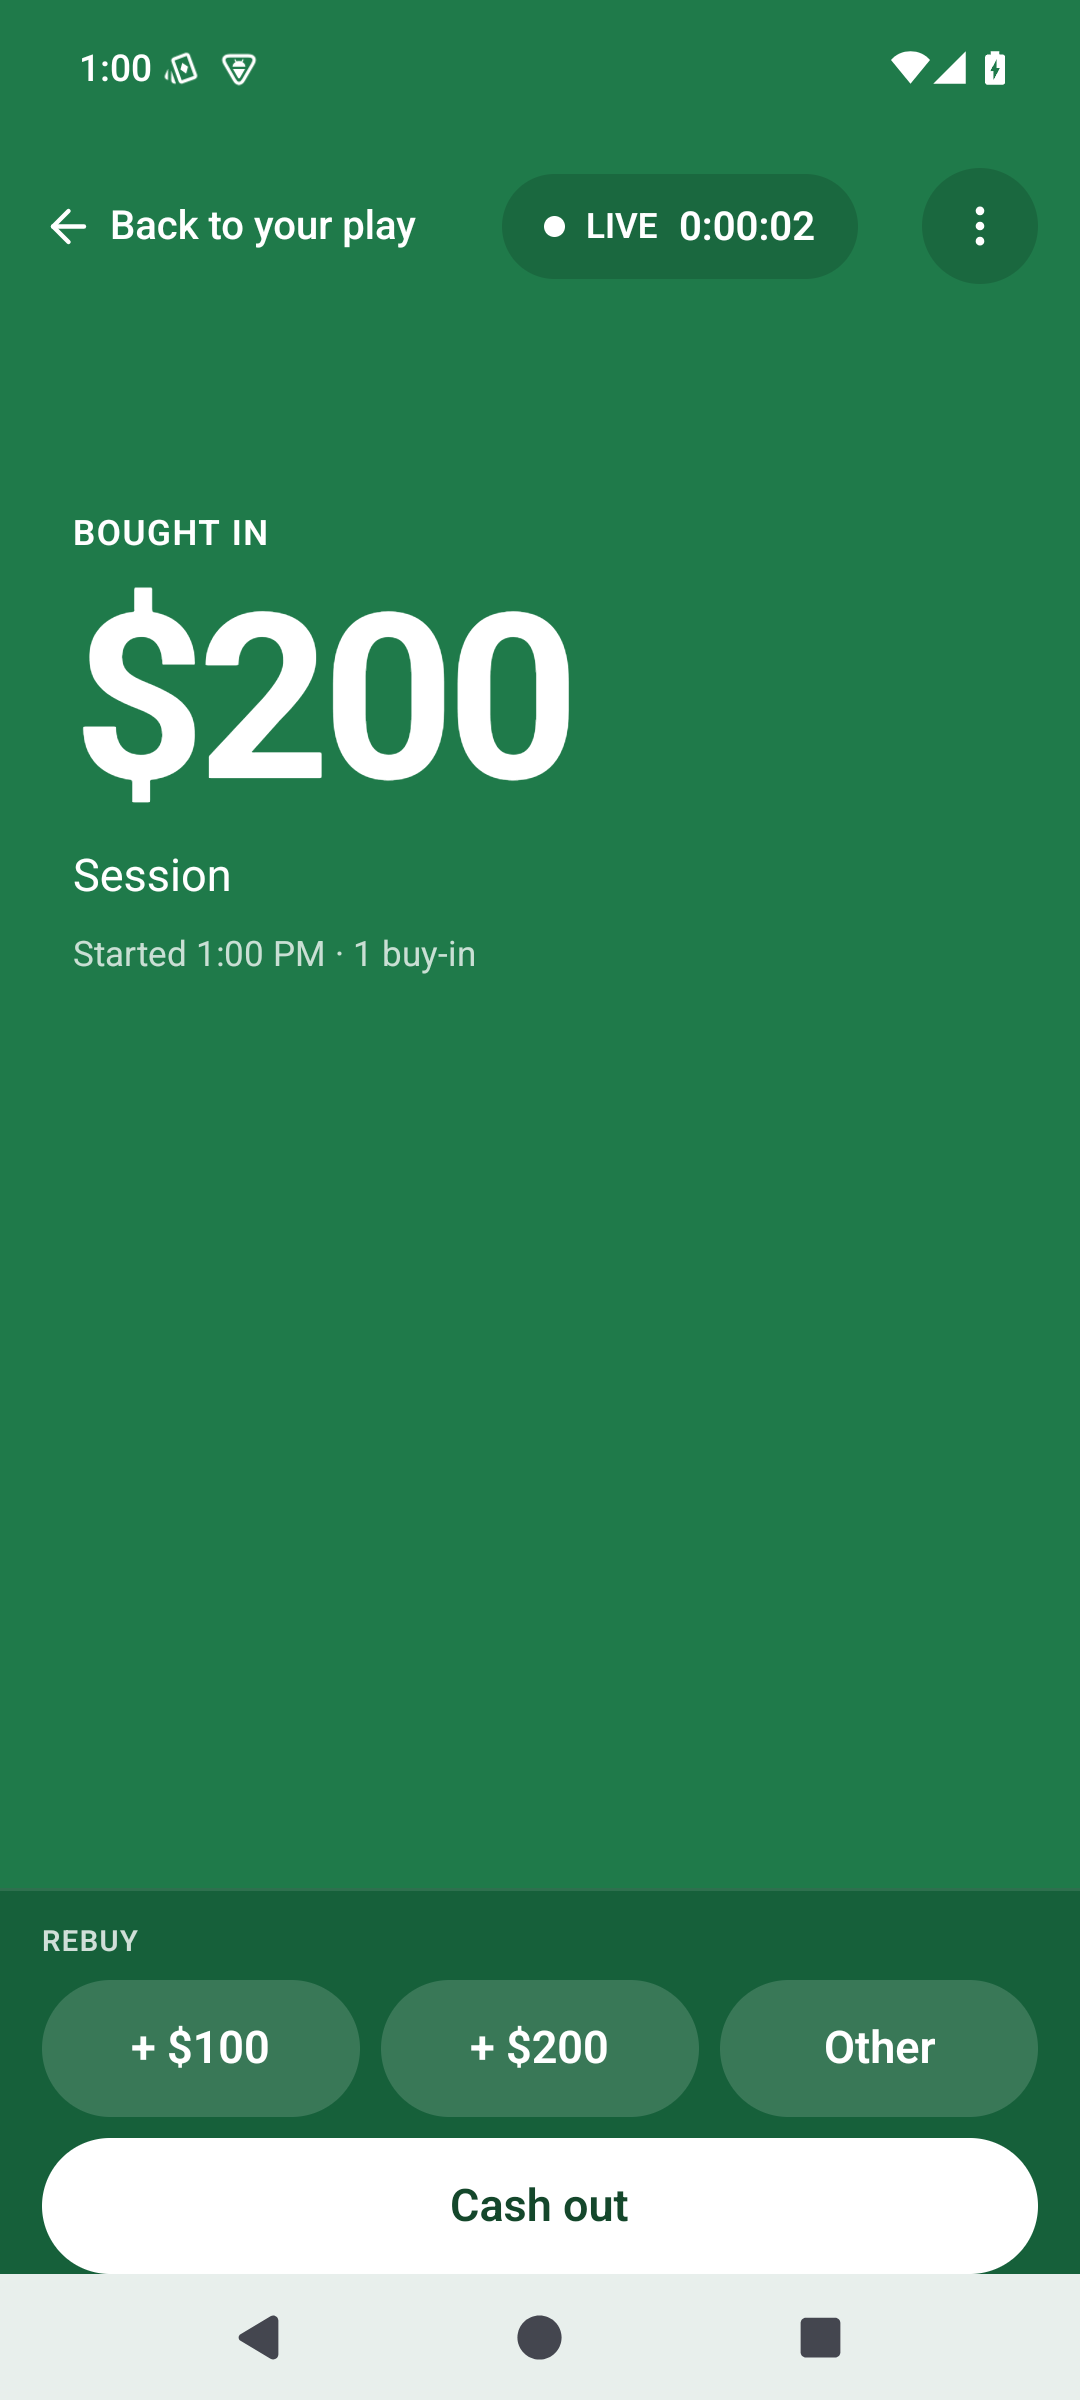 1:00
Back to your play
LIVE 0:00:02
BOUGHT IN
$200
Session
Started 1:00 PM · 1 buy-in
REBUY
+ $100
+ $200
Other
Cash out